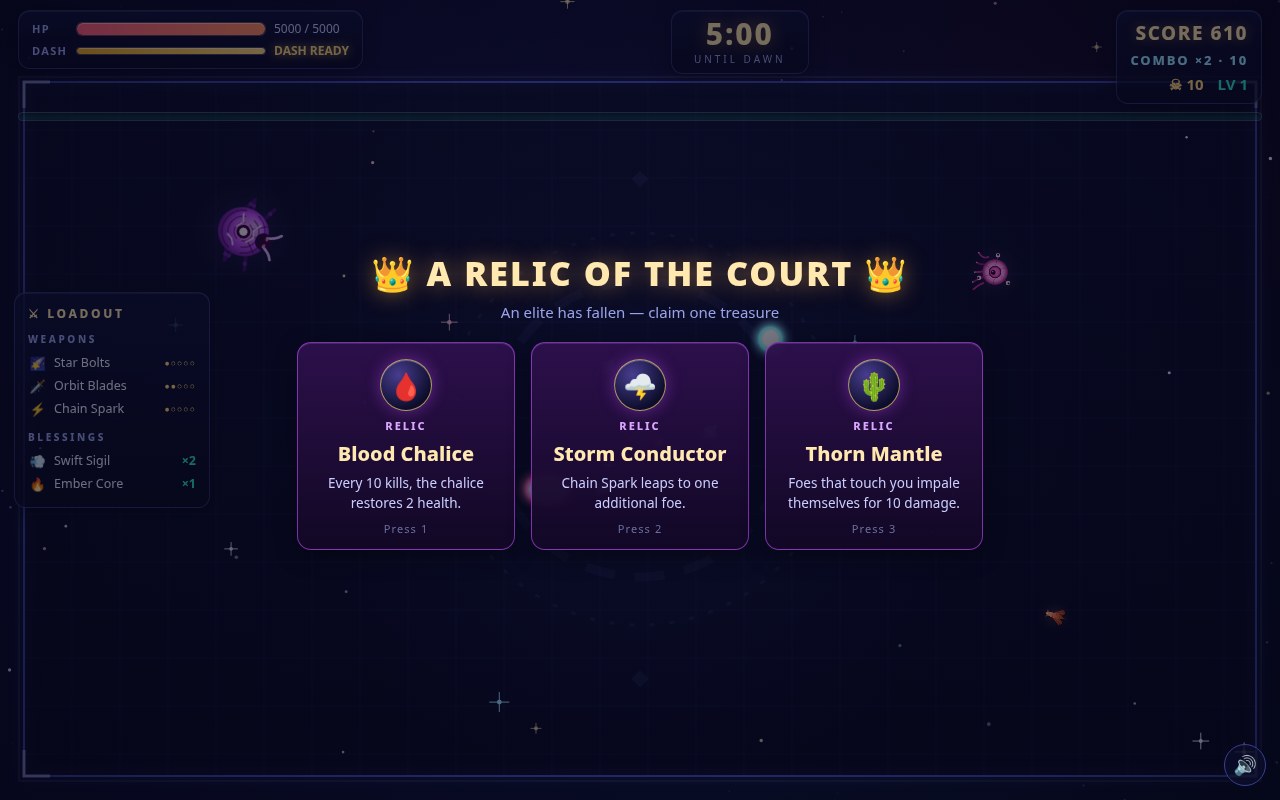 HP 5000 / 5000
DASH DASH READY
5:00
UNTIL DAWN
SCORE 610
COMBO ×2 · 10
☠ 10 LV 1
👑 A RELIC OF THE COURT 👑
An elite has fallen — claim one treasure
⚔ LOADOUT
WEAPONS
Star Bolts ●○○○○
Orbit Blades ●●○○○
Chain Spark ●○○○○
BLESSINGS
Swift Sigil ×2
Ember Core ×1
RELIC
Blood Chalice
Every 10 kills, the chalice
restores 2 health.
Press 1
RELIC
Storm Conductor
Chain Spark leaps to one
additional foe.
Press 2
RELIC
Thorn Mantle
Foes that touch you impale
themselves for 10 damage.
Press 3